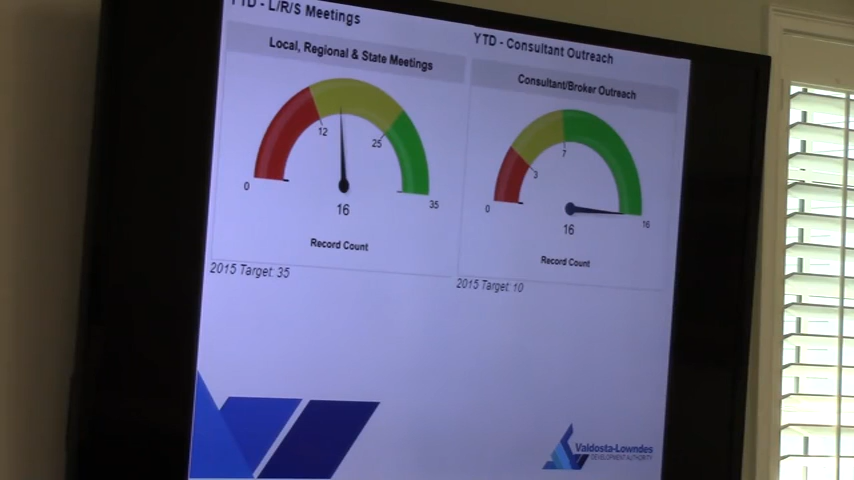 YTD - L/R/S Meetings
Local, Regional & State Meetings
0
12
25
35
16
Record Count
2015 Target: 35
YTD - Consultant Outreach
Consultant/Broker Outreach
0
3
7
16
16
Record Count
2015 Target: 10
Valdosta-Lowndes
DEVELOPMENT AUTHORITY